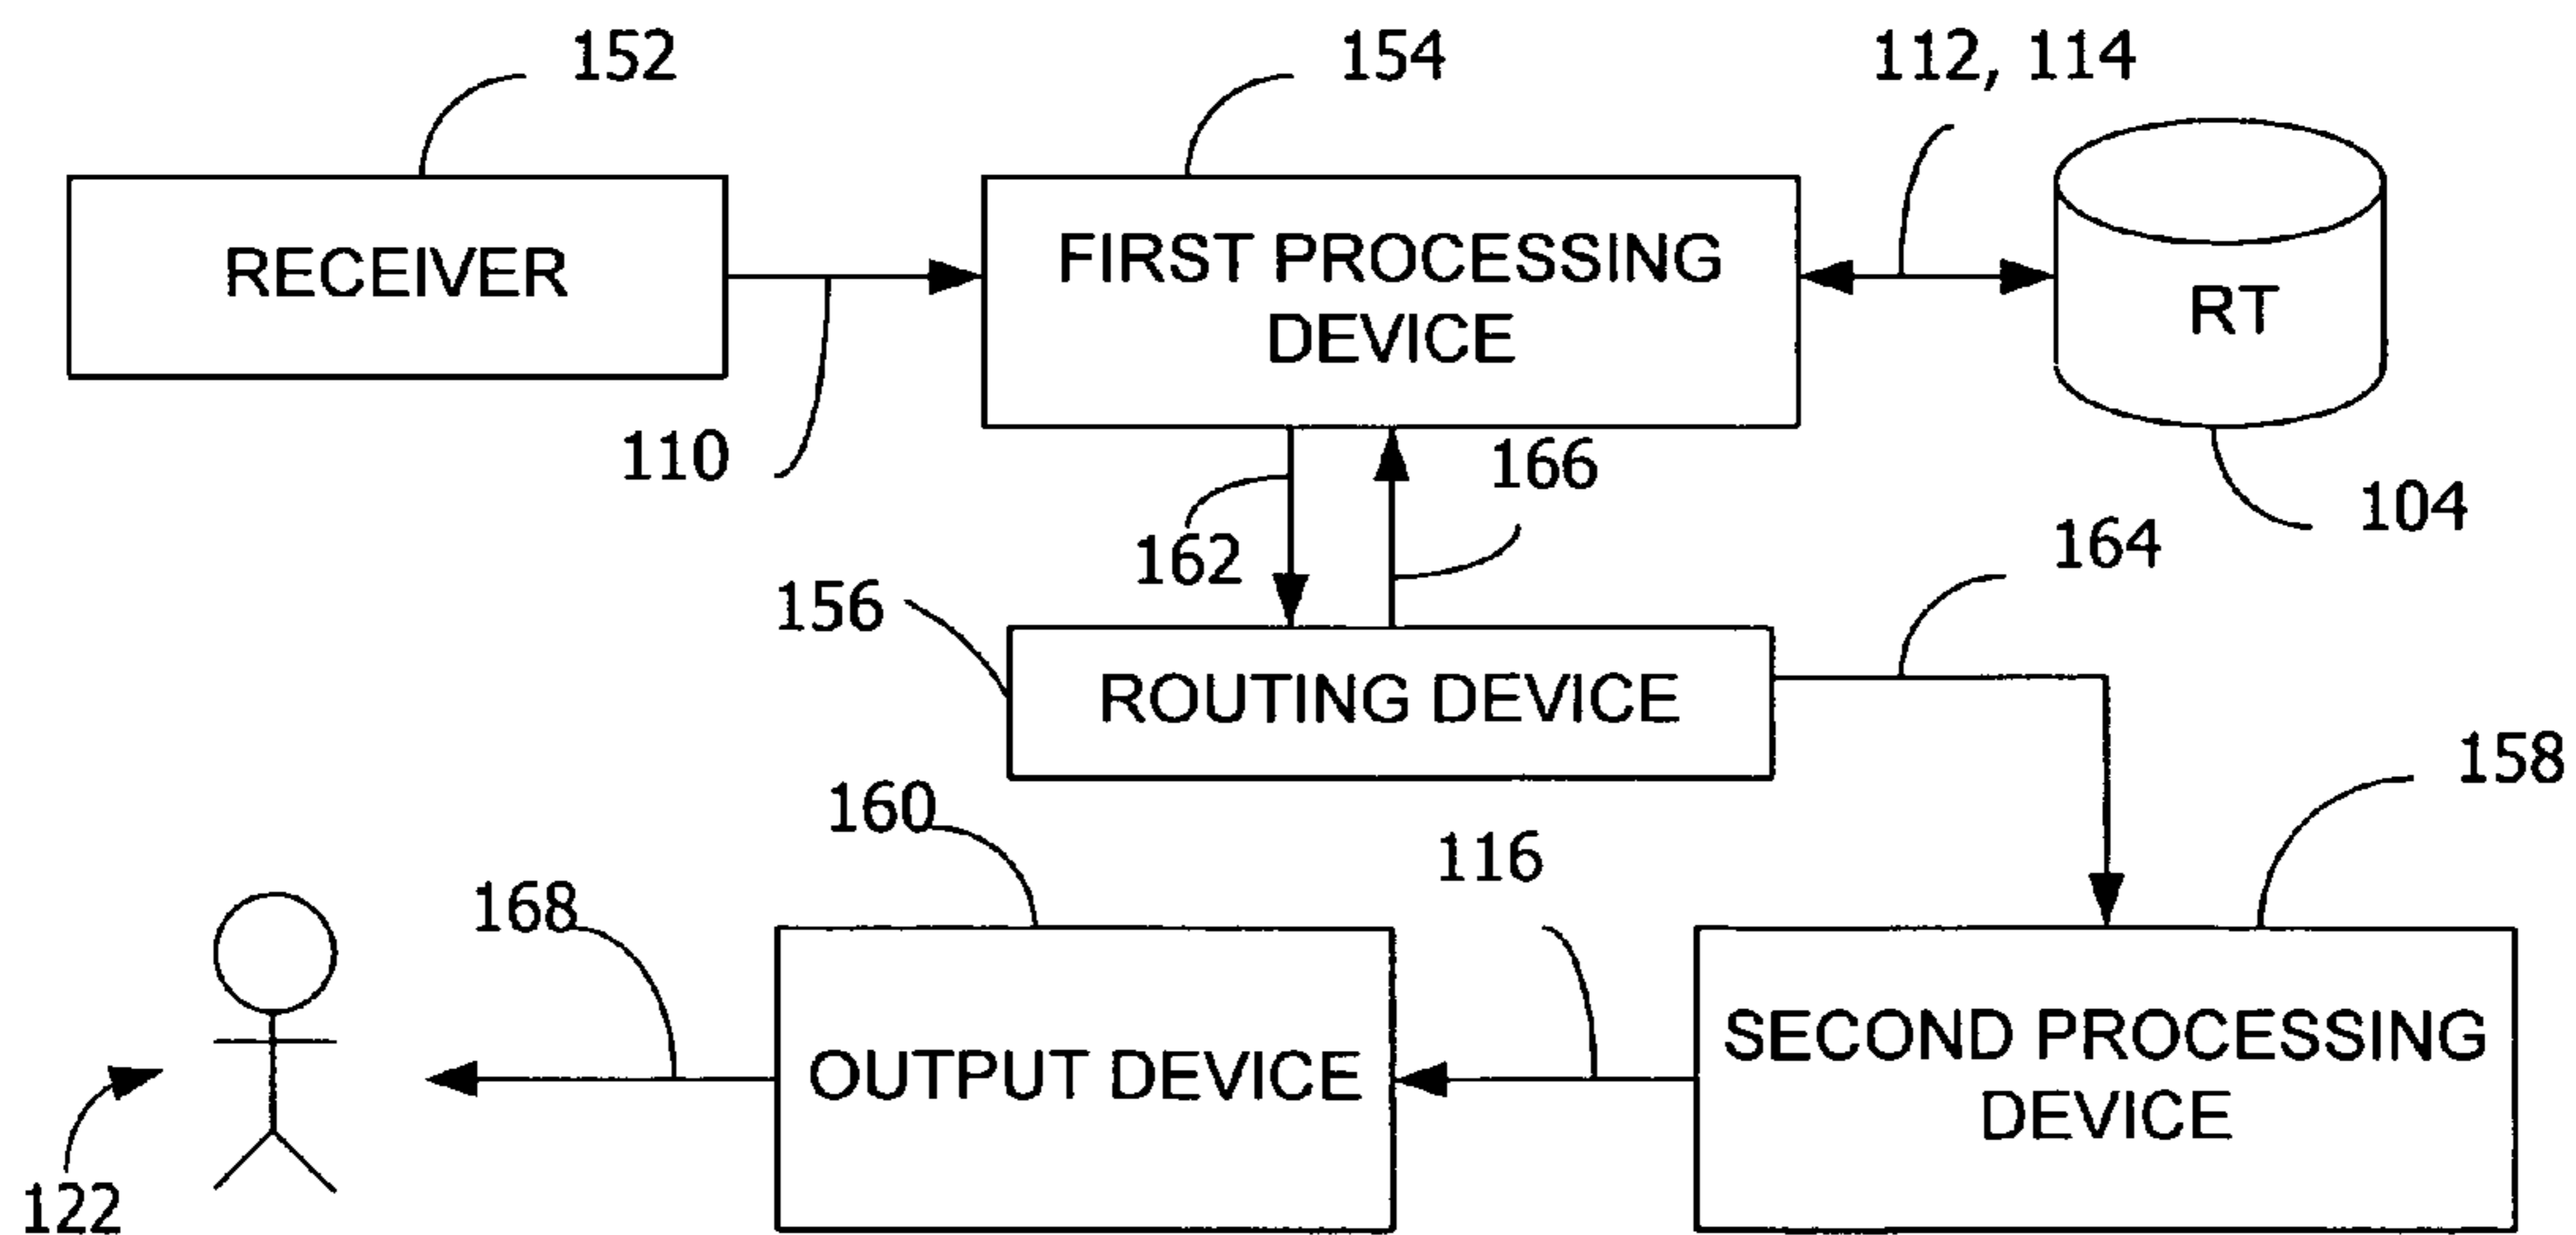 152
154
112, 114
RECEIVER
FIRST PROCESSING
DEVICE
RT
110
162
166
104
156
164
ROUTING DEVICE
158
160
116
168
OUTPUT DEVICE
SECOND PROCESSING
DEVICE
122